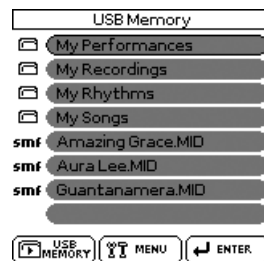 USB Memory
My Performances
My Recordings
My Rhythms
My Songs
smf Amazing Grace.MID
smf Aura Lee.MID
smf Guantanamera.MID
USB MEMORY MENU ENTER